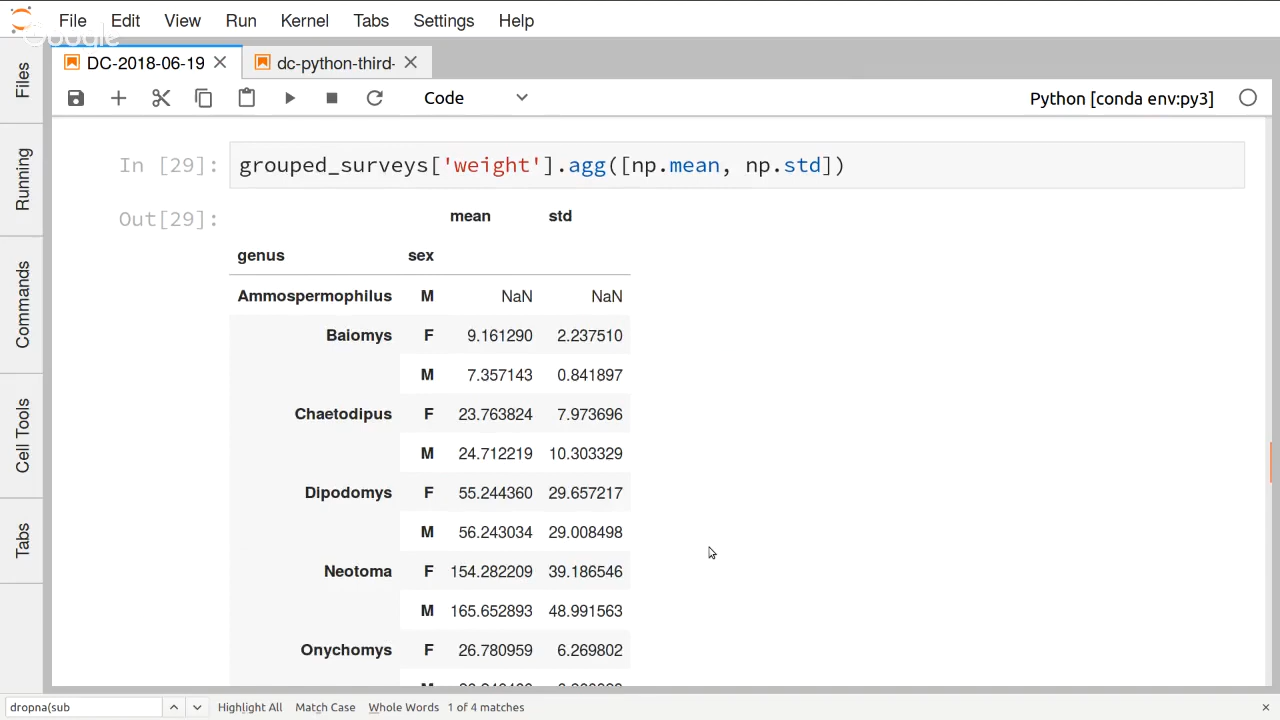 File Edit View Run Kernel Tabs Settings Help
Google
DC-2018-06-19 dc-python-third-
Code Python [conda env:py3]
Files
Running
Commands
Cell Tools
Tabs
In [29]: grouped_surveys['weight'].agg([np.mean, np.std])
Out[29]:
mean std
genus sex
Ammospermophilus M NaN NaN
Baiomys F 9.161290 2.237510
M 7.357143 0.841897
Chaetodipus F 23.763824 7.973696
M 24.712219 10.303329
Dipodomys F 55.244360 29.657217
M 56.243034 29.008498
Neotoma F 154.282209 39.186546
M 165.652893 48.991563
Onychomys F 26.780959 6.269802
dropna(sub Highlight All Match Case Whole Words 1 of 4 matches